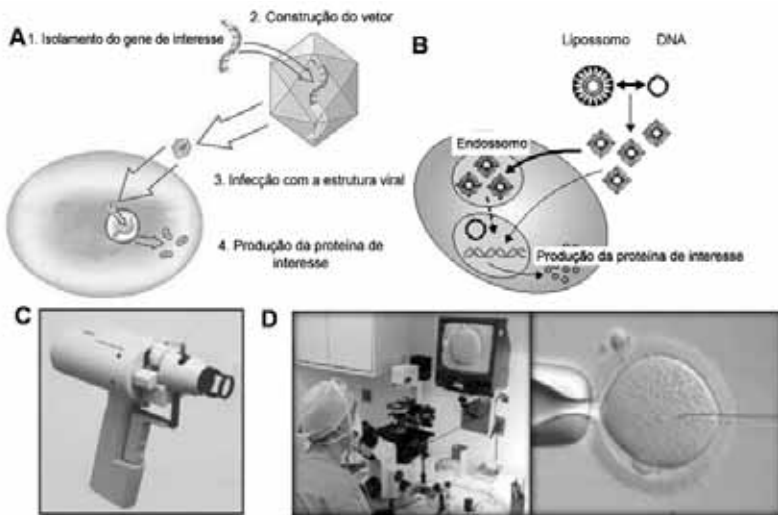 A
1. Isolamento do gene de interesse
2. Construção do vetor
3. Infecção com a estrutura viral
4. Produção da proteína de
interesse
B
Lipossomo DNA
Endossomo
Produção da proteína de interesse
C
D